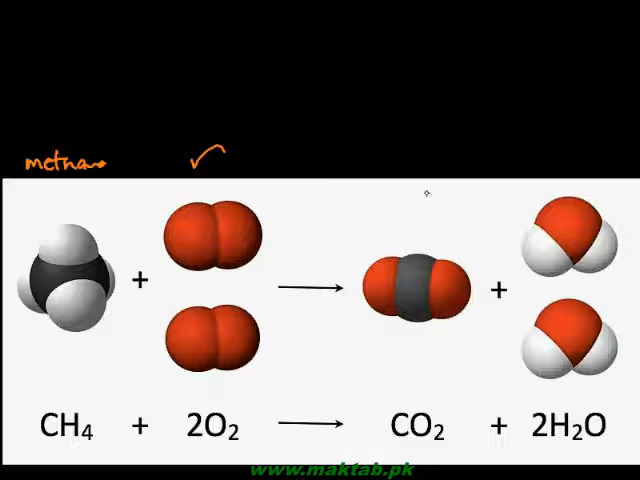 methane
+ +
CH₄ + 2O₂ → CO₂ + 2H₂O
www.maktab.pk